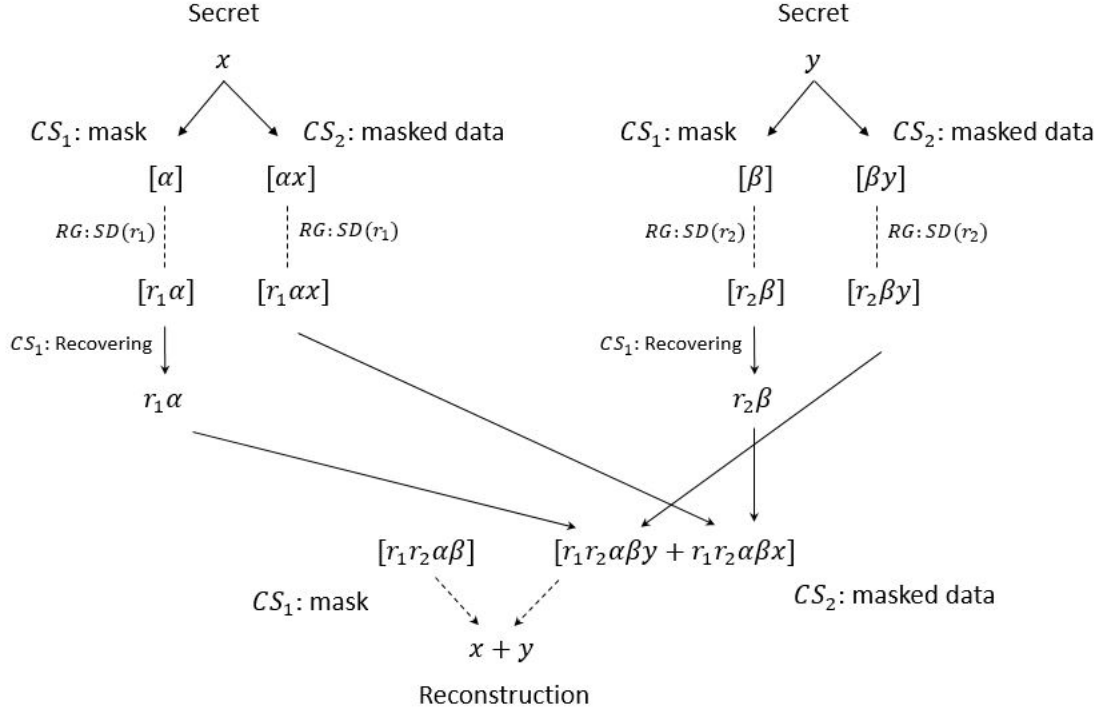 Secret Secret
x y
CS₁: mask CS₂: masked data CS₁: mask CS₂: masked data
[α] [αx] [β] [βy]
RG:SD(r₁) RG:SD(r₁) RG:SD(r₂) RG:SD(r₂)
[r₁α] [r₁αx] [r₂β] [r₂βy]
CS₁: Recovering CS₁: Recovering
r₁α r₂β
[r₁r₂αβ] [r₁r₂αβy + r₁r₂αβx]
CS₁: mask CS₂: masked data
x + y
Reconstruction